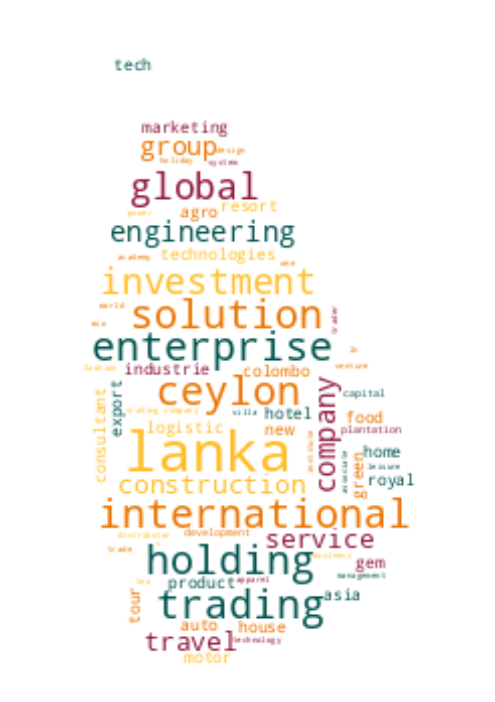 tech
marketing
group design
holiday system
global
power agro resort
engineering
academy technologies
one
investment
world
solution trader
eco
enterprise lk
fashion industrie colombo venture
ceylon
consultant export trading company villa hotel company capital
logistic new food
plantation
lanka institute associate green home
leisure
construction royal
international
distributor development service
trade business
holding gem
management
tea product apparel
tour trading asia
auto house
travel technology
motor